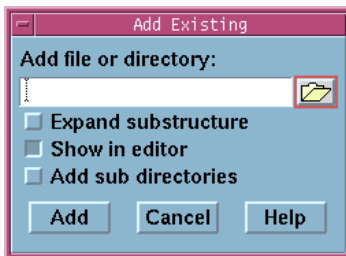 Add Existing
Add file or directory:
Expand substructure
Show in editor
Add sub directories
Add Cancel Help